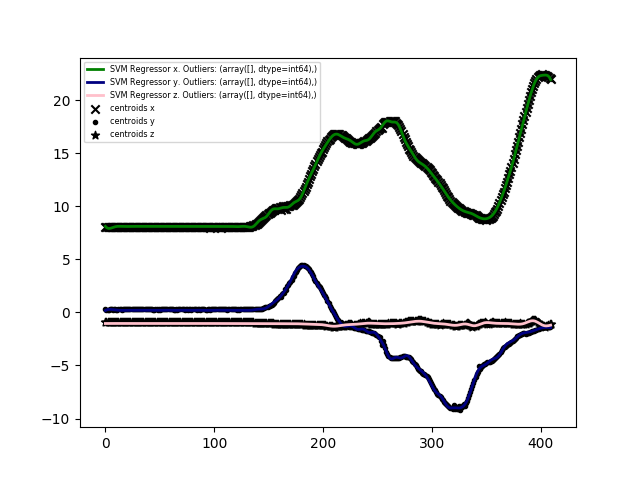 SVM Regressor x. Outliers: (array([], dtype=int64),)
SVM Regressor y. Outliers: (array([], dtype=int64),)
SVM Regressor z. Outliers: (array([], dtype=int64),)
centroids x
centroids y
centroids z
20
15
10
5
0
−5
−10
0 100 200 300 400